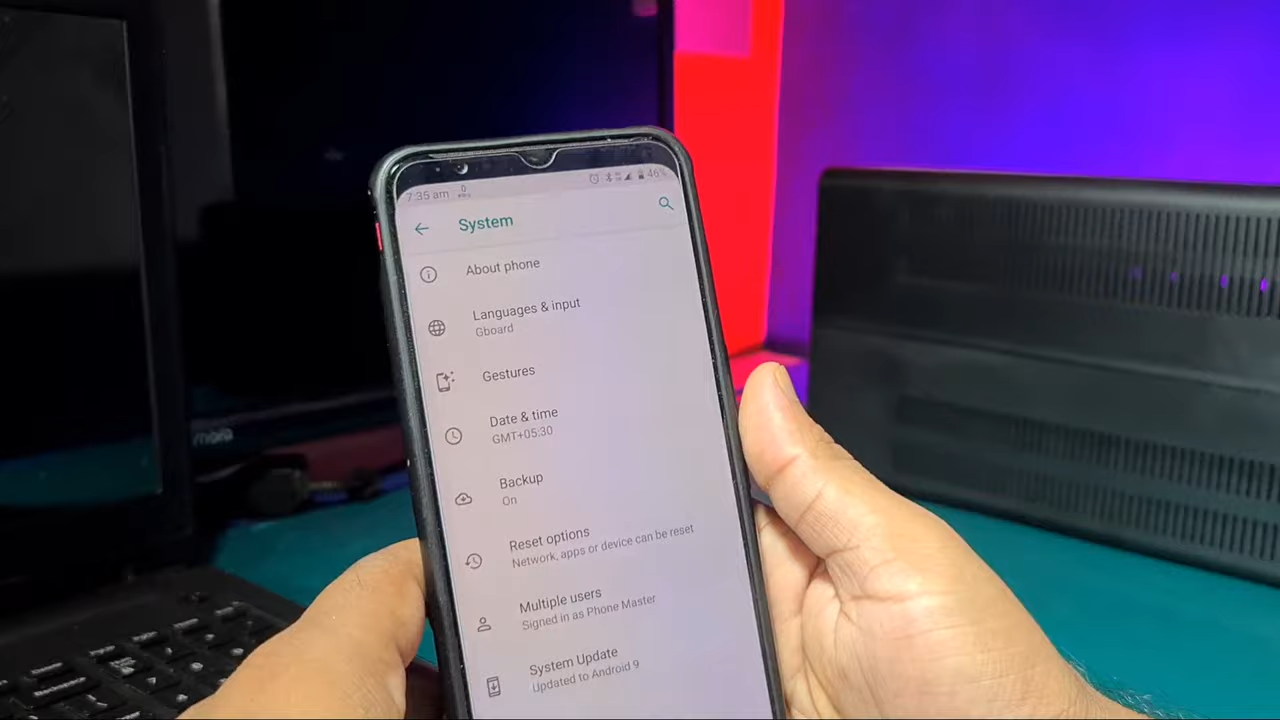 7:35 am 46%
System
About phone
Languages & input
Gboard
Gestures
Date & time
GMT+05:30
Backup
On
Reset options
Network, apps or device can be reset
Multiple users
Signed in as Phone Master
System Update
Updated to Android 9